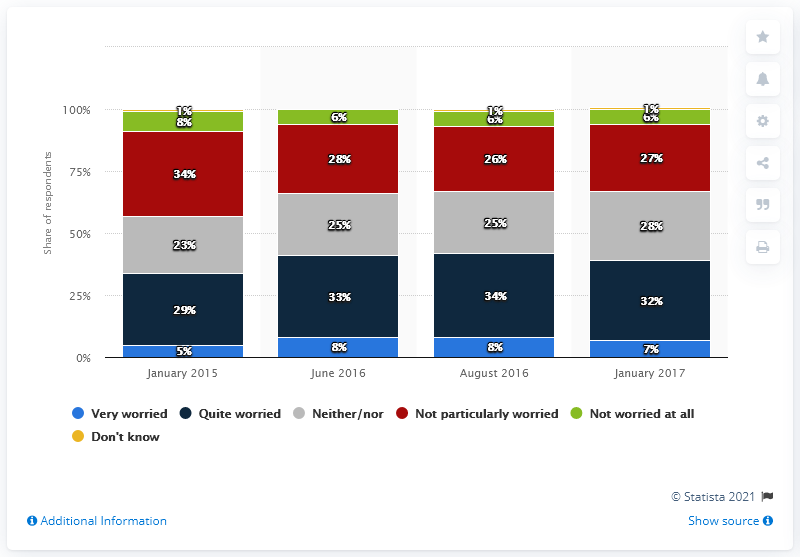 1% 1% 1%
100% 8% 6% 6% 6%
75% 34% 28% 26% 27%
Share of respondents
50% 23% 25% 25% 28%
25% 29% 33% 34% 32%
0% 5% 8% 8% 7%
January 2015 June 2016 August 2016 January 2017
Very worried Quite worried Neither/nor Not particularly worried Not worried at all
Don't know
© Statista 2021
Additional Information Show source